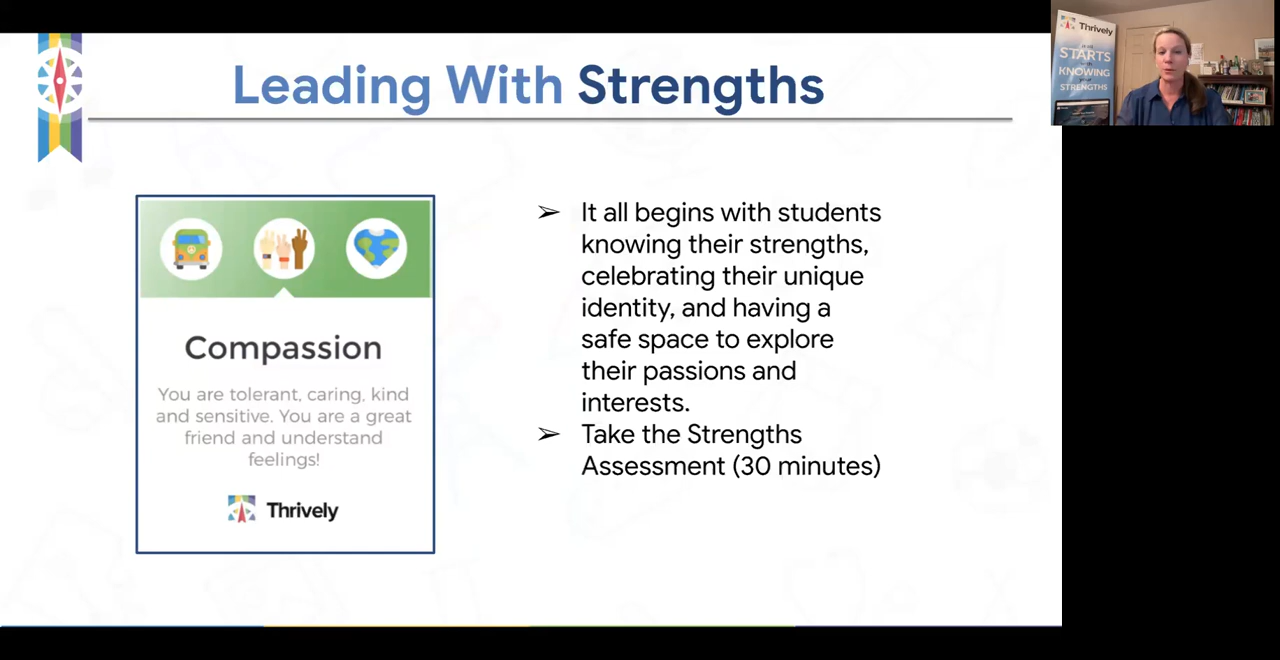 Leading With Strengths
Compassion
You are tolerant, caring, kind
and sensitive. You are a great
friend and understand
feelings!
Thrively
➢ It all begins with students
knowing their strengths,
celebrating their unique
identity, and having a
safe space to explore
their passions and
interests.
➢ Take the Strengths
Assessment (30 minutes)
Thrively
STARTS
KNOWING
STRENGTHS